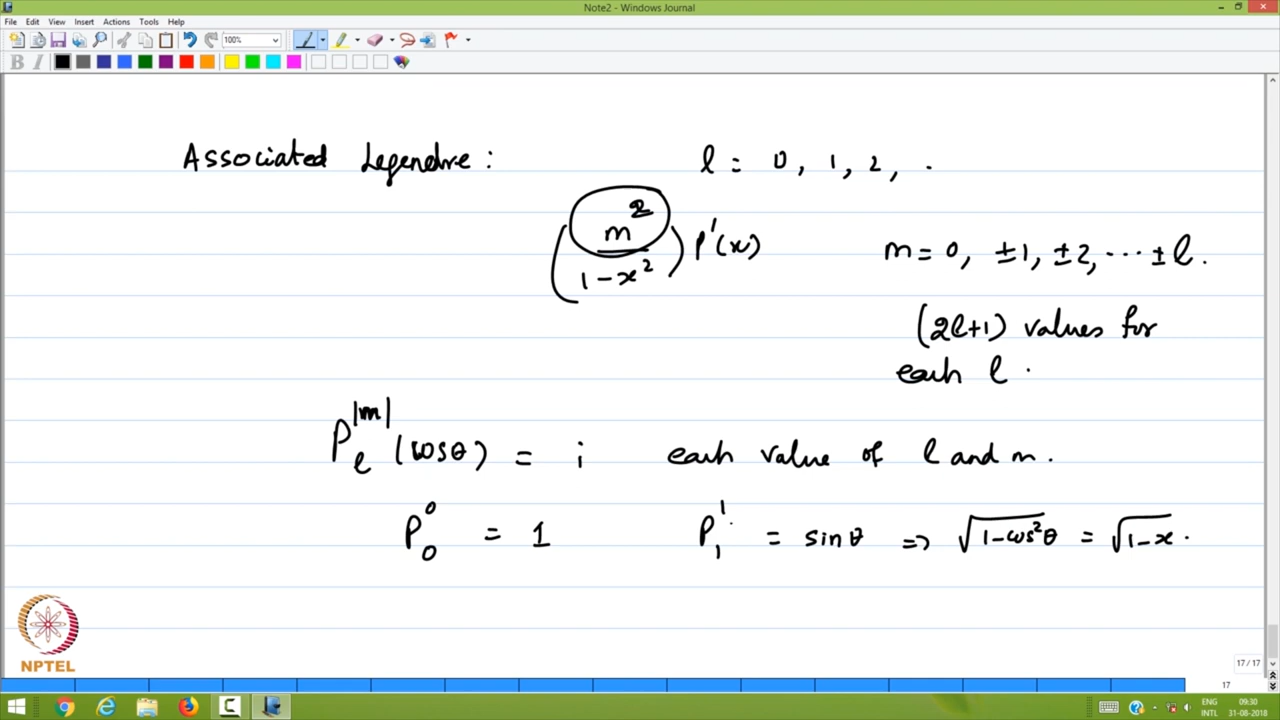 Note2 - Windows Journal
File Edit View Insert Actions Tools Help
100%
B I
Associated Legendre : l = 0, 1, 2, .
(m²/1-x²) P'(x) m = 0, ±1, ±2, ... ±l.
(2l+1) values for
each l .
P_l^|m| (cosθ) = i each value of l and m.
P_0^0 = 1 P_1^1 = sinθ => √1-cos²θ = √1-x .
NPTEL
17 / 17
17
ENG
INTL
09:30
31-08-2018